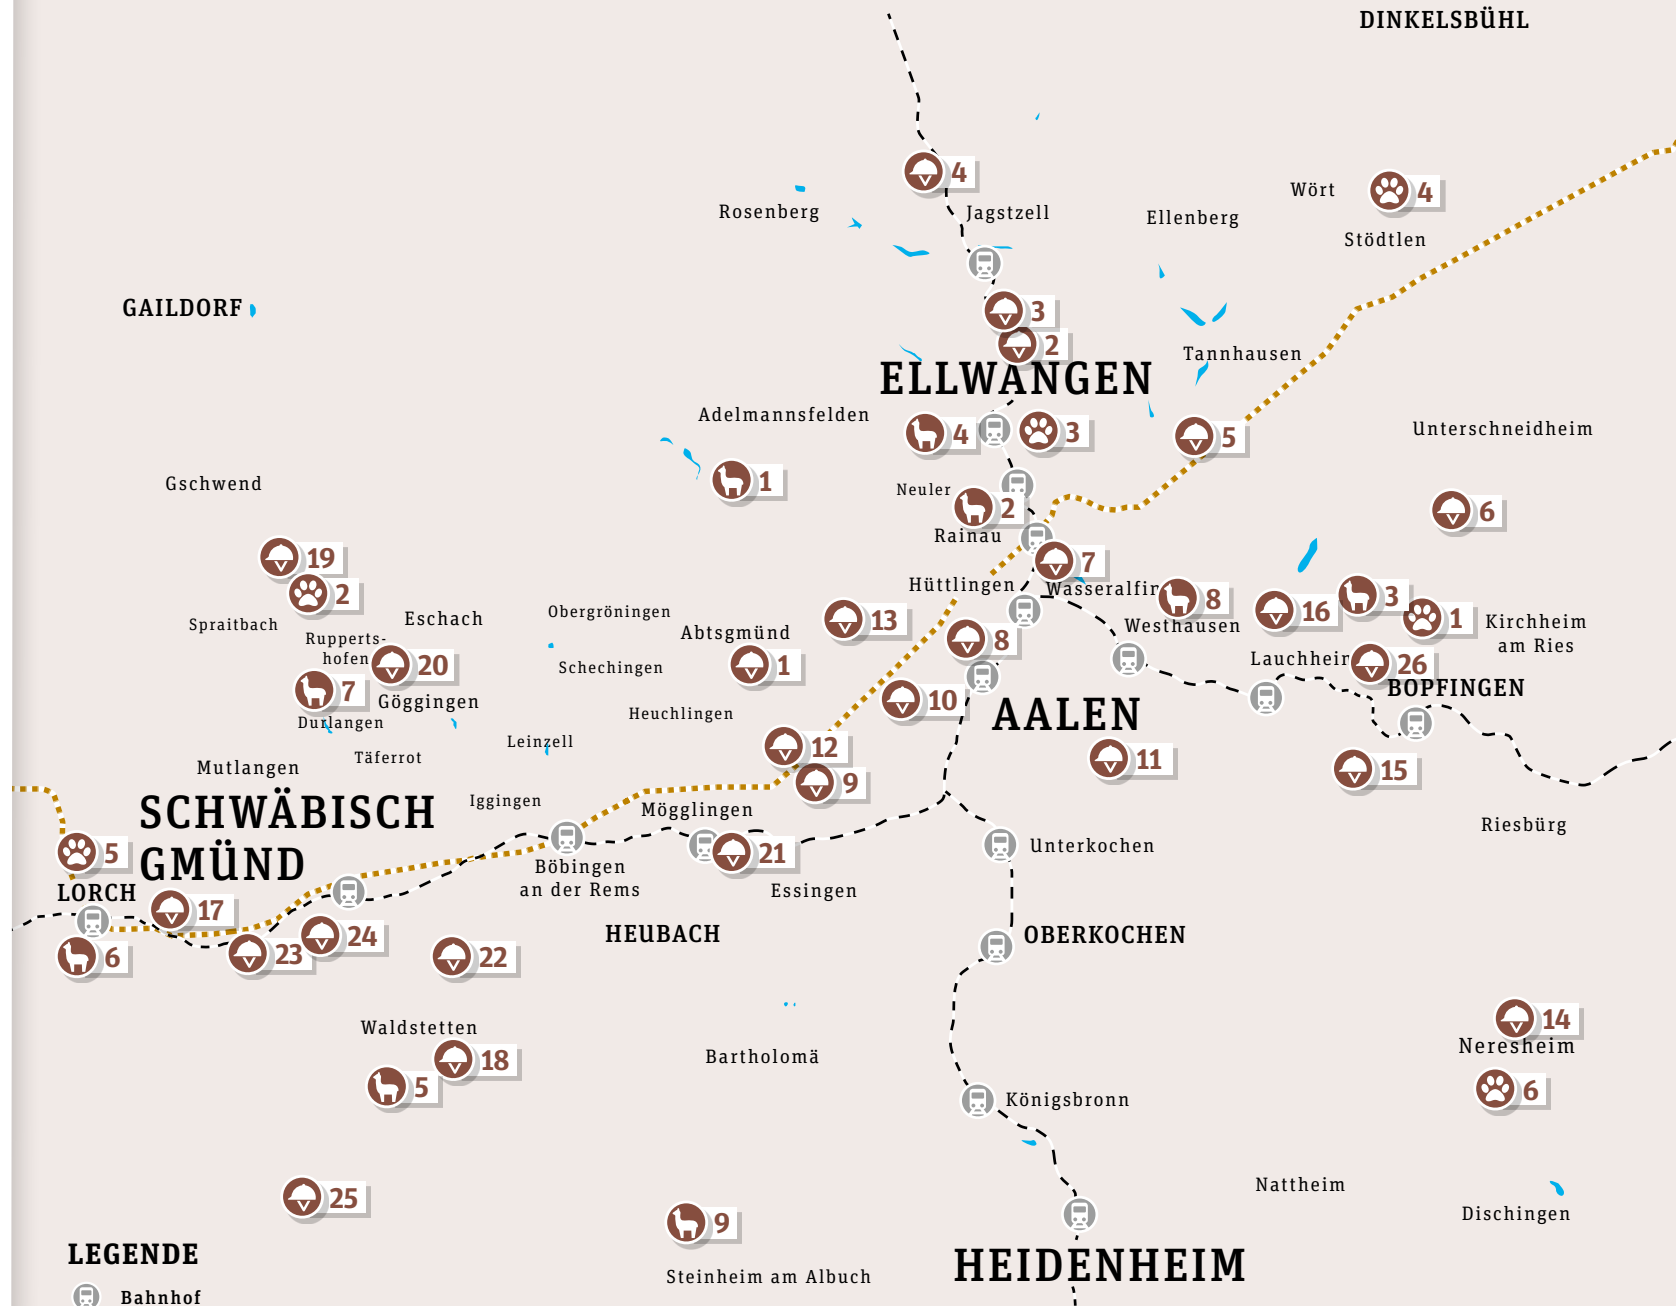 DINKELSBÜHL
4
Wört
4
Rosenberg
Jagstzell
Ellenberg
Stödtlen
GAILDORF
3
2
Tannhausen
ELLWANGEN
Adelmannsfelden
4
3
5
Unterschneidheim
Gschwend
1
Neuler
2
6
Rainau
19
7
2
Hüttlingen
Wasseralfin
8
16
3
1
Kirchheim
am Ries
Spraitbach
Eschach
Obergröningen
13
Westhausen
Rupperts-
hofen
20
Abtsgmünd
8
Lauchheim
26
Schechingen
1
7
Göggingen
10
BOPFINGEN
Durlangen
Heuchlingen
AALEN
Leinzell
12
11
15
Täferrot
Mutlangen
9
SCHWÄBISCH
GMÜND
Iggingen
Mögglingen
Riesbürg
5
Böbingen
an der Rems
21
Unterkochen
LORCH
Essingen
17
24
HEUBACH
OBERKOCHEN
6
23
22
14
Waldstetten
Neresheim
18
Bartholomä
5
6
Königsbronn
25
Nattheim
9
Dischingen
LEGENDE
HEIDENHEIM
Steinheim am Albuch
Bahnhof